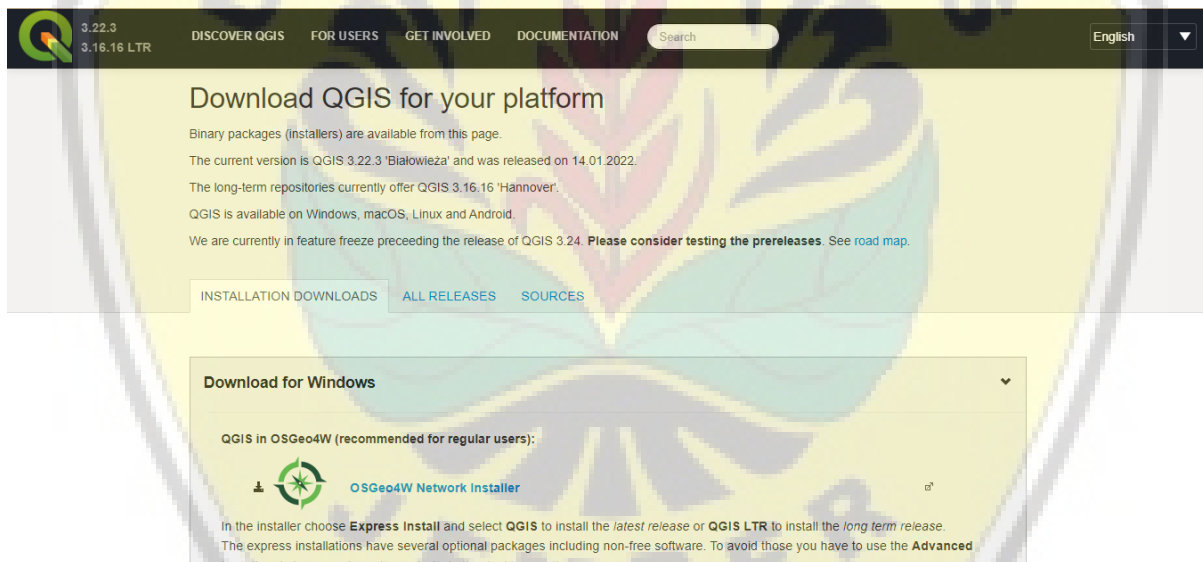 3.22.3
3.16.16 LTR
DISCOVER QGIS FOR USERS GET INVOLVED DOCUMENTATION Search English
Download QGIS for your platform
Binary packages (installers) are available from this page.
The current version is QGIS 3.22.3 'Białowieża' and was released on 14.01.2022.
The long-term repositories currently offer QGIS 3.16.16 'Hannover'.
QGIS is available on Windows, macOS, Linux and Android.
We are currently in feature freeze preceeding the release of QGIS 3.24. Please consider testing the prereleases. See road map.
INSTALLATION DOWNLOADS ALL RELEASES SOURCES
Download for Windows
QGIS in OSGeo4W (recommended for regular users):
OSGeo4W Network Installer
In the installer choose Express Install and select QGIS to install the latest release or QGIS LTR to install the long term release.
The express installations have several optional packages including non-free software. To avoid those you have to use the Advanced